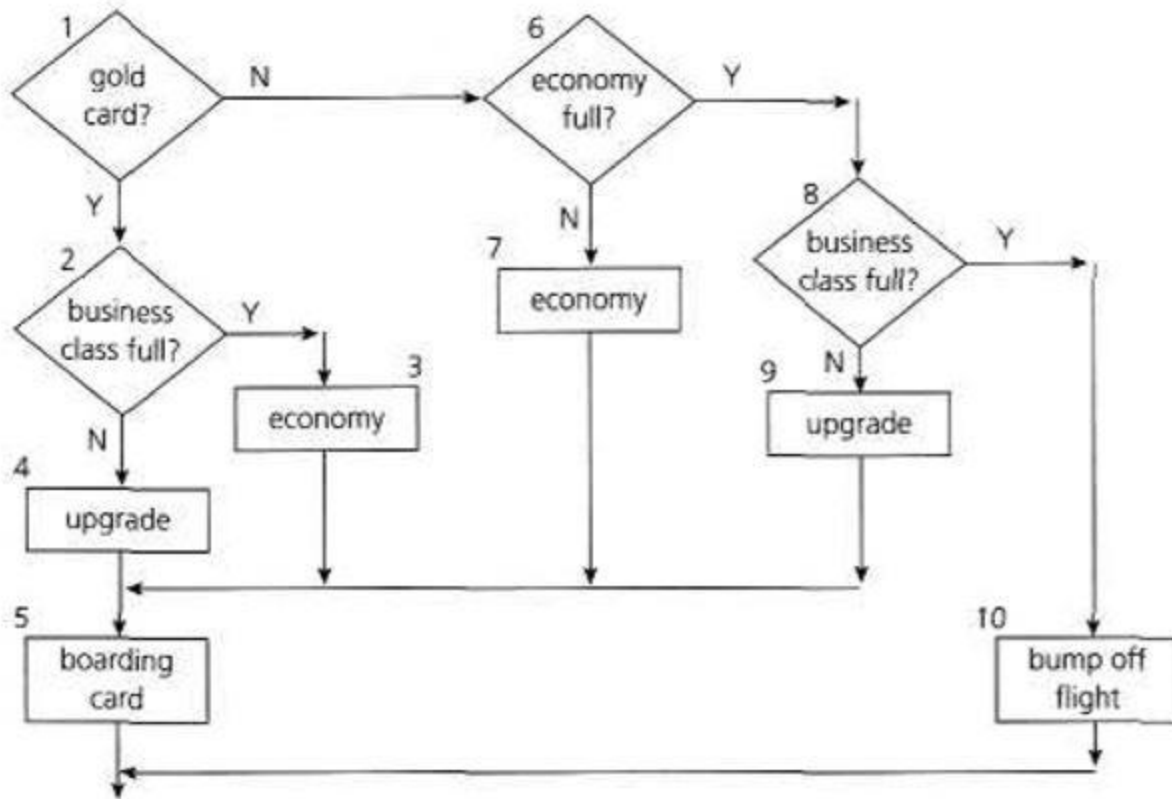 1
gold
card?
N
6
economy
full?
Y
Y
N
8
business
class full?
Y
2
business
class full?
Y
7
economy
3
economy
N
9
upgrade
N
4
upgrade
5
boarding
card
10
bump off
flight